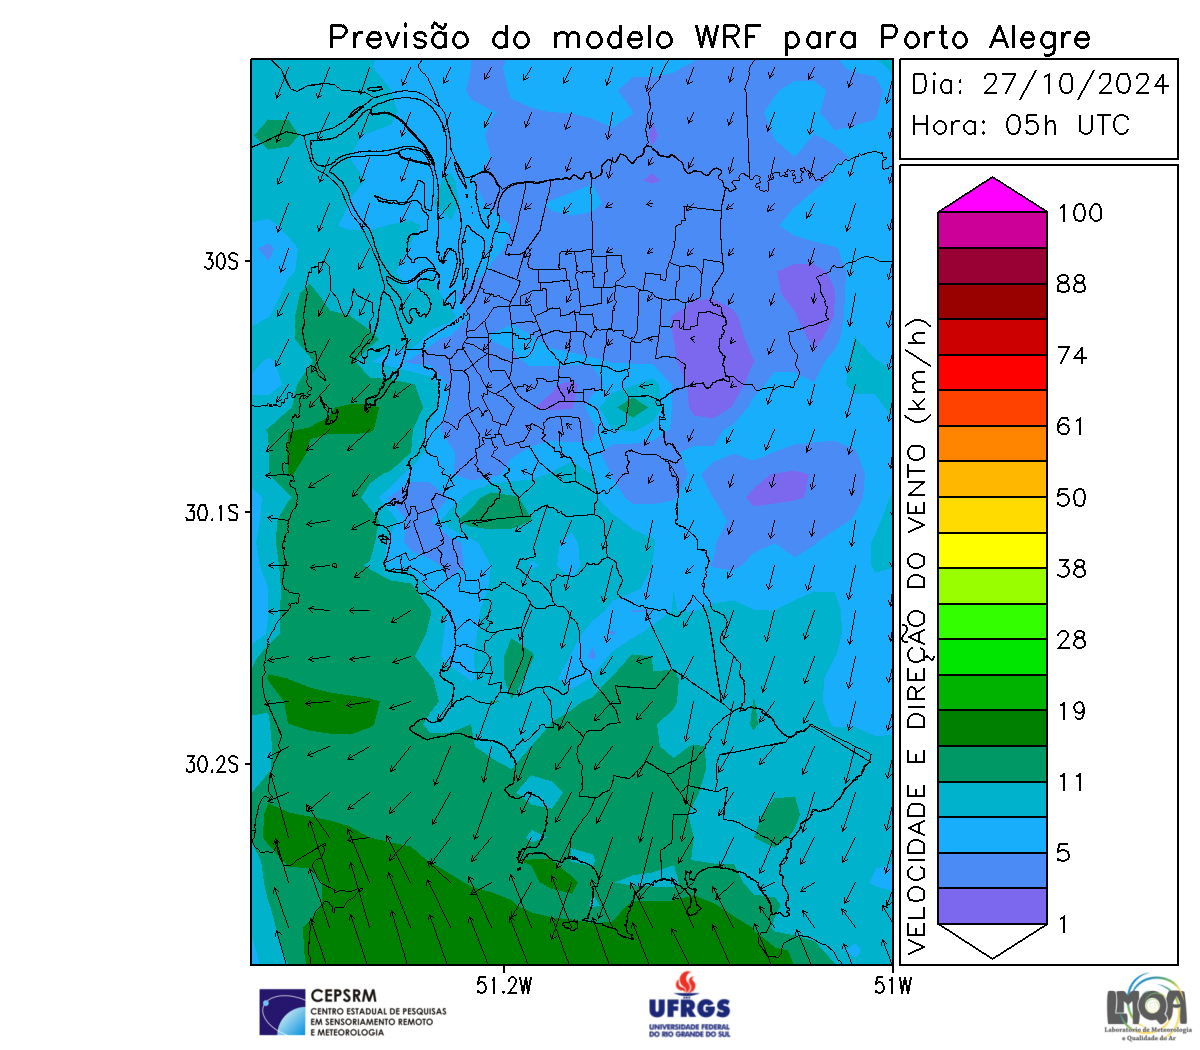 Previsão do modelo WRF para Porto Alegre
Dia: 27/10/2024
Hora: 05h UTC
100
88
74
61
50
38
28
19
11
5
1
VELOCIDADE E DIREÇÃO DO VENTO (km/h)
30S
30.1S
30.2S
51.2W
51W
CEPSRM
CENTRO ESTADUAL DE PESQUISAS
EM SENSORIAMENTO REMOTO
E METEOROLOGIA
UFRGS
UNIVERSIDADE FEDERAL
DO RIO GRANDE DO SUL
LMQA
Laboratório de Meteorologia
e Qualidade do Ar